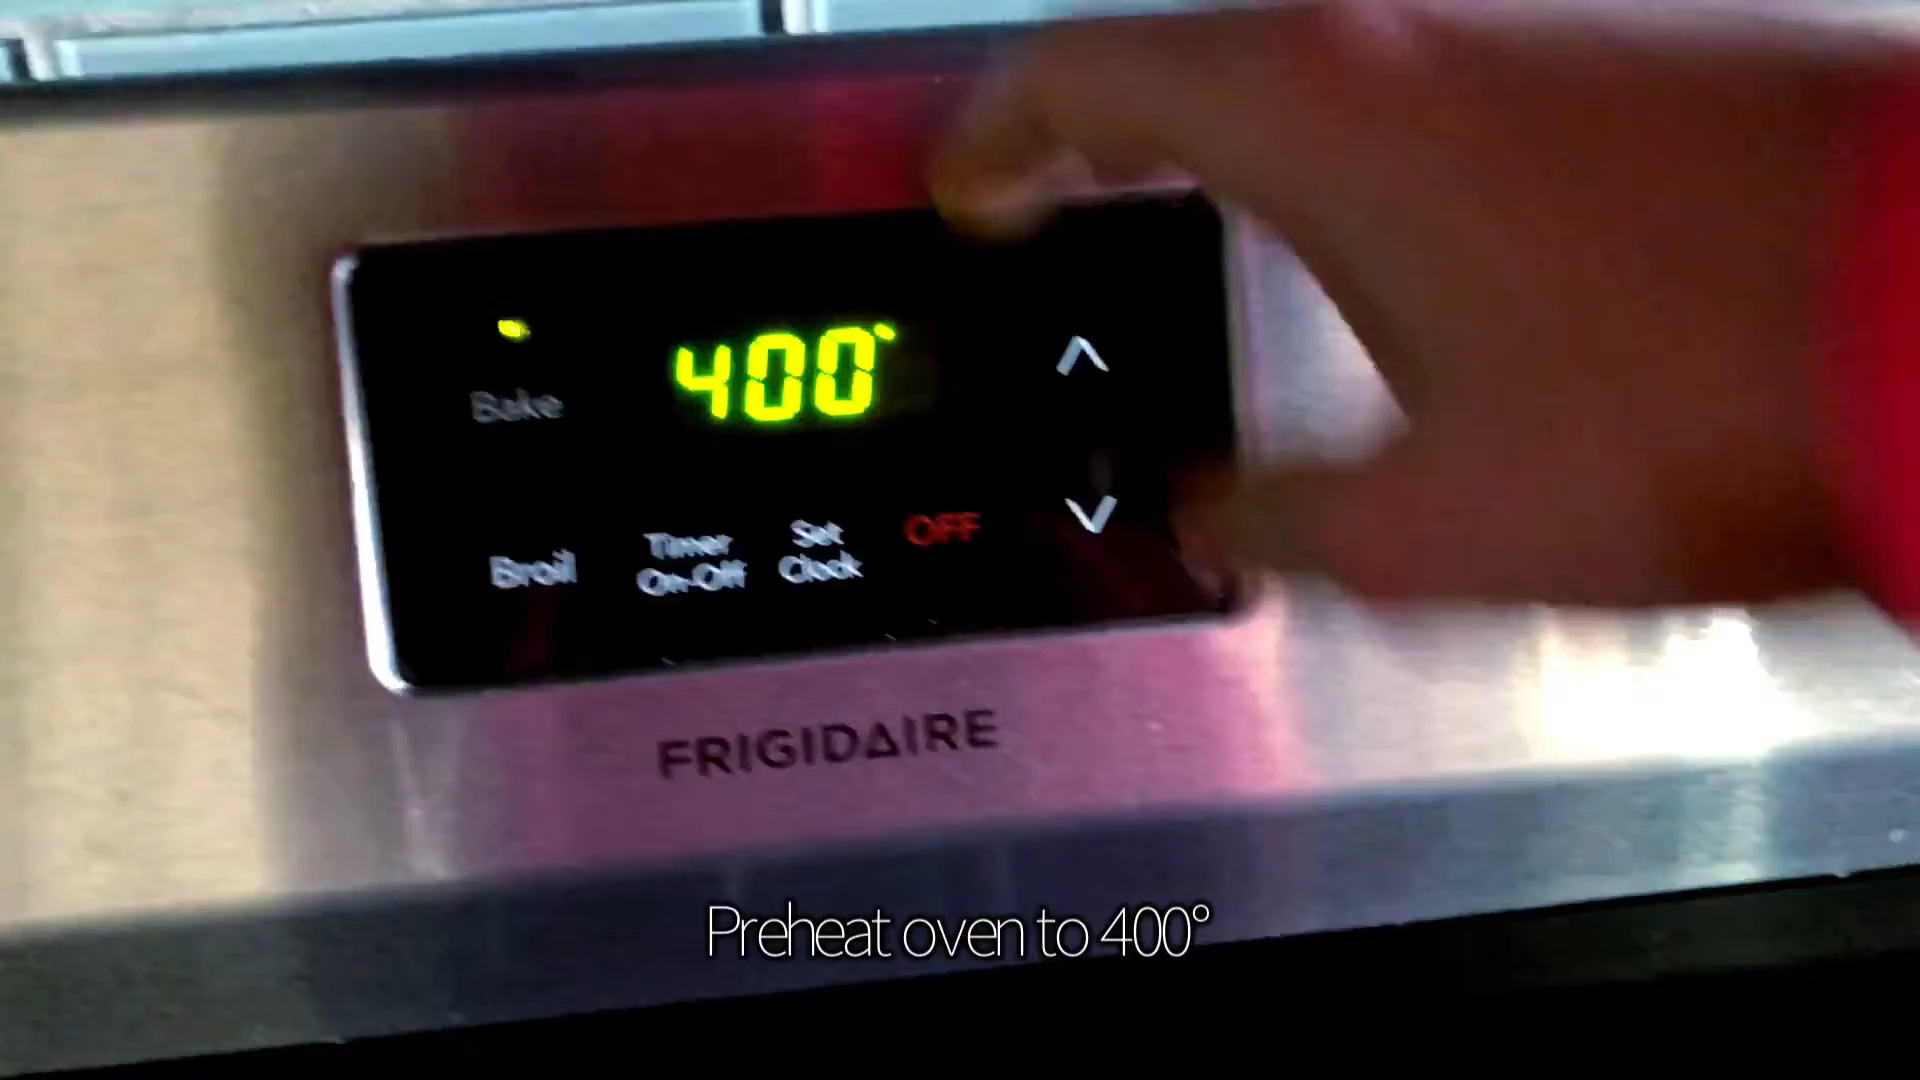 400°
Bake
Timer
On-Off
Set
Clock
OFF
Broil
FRIGIDAIRE
Preheat oven to 400°